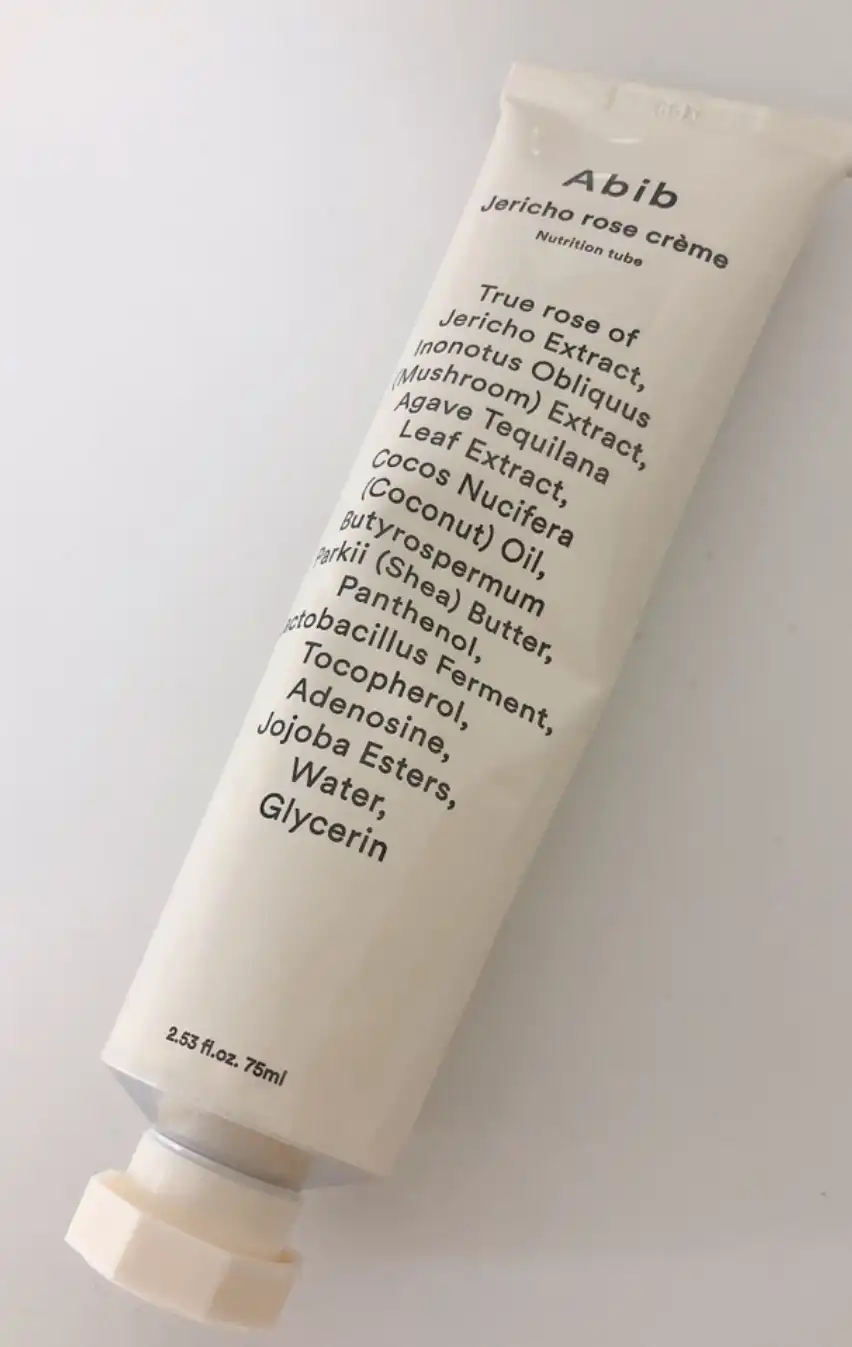 Abib
Jericho rose crème
Nutrition tube
True rose of
Jericho Extract,
Inonotus Obliquus
(Mushroom) Extract,
Agave Tequilana
Leaf Extract,
Cocos Nucifera
(Coconut) Oil,
Butyrospermum
Parkii (Shea) Butter,
Panthenol,
ctobacillus Ferment,
Tocopherol,
Adenosine,
Jojoba Esters,
Water,
Glycerin
2.53 fl.oz. 75ml